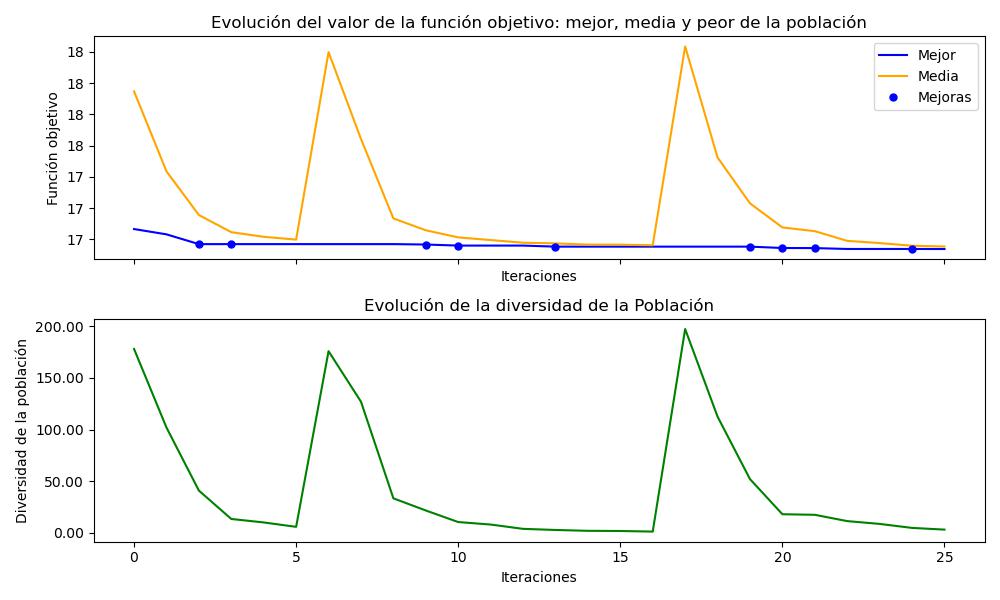 Evolución del valor de la función objetivo: mejor, media y peor de la población
18
18
18
18
17
17
17
Función objetivo
Mejor
Media
Mejoras
Iteraciones
Evolución de la diversidad de la Población
200.00
150.00
100.00
50.00
0.00
Diversidad de la población
0
5
10
15
20
25
Iteraciones